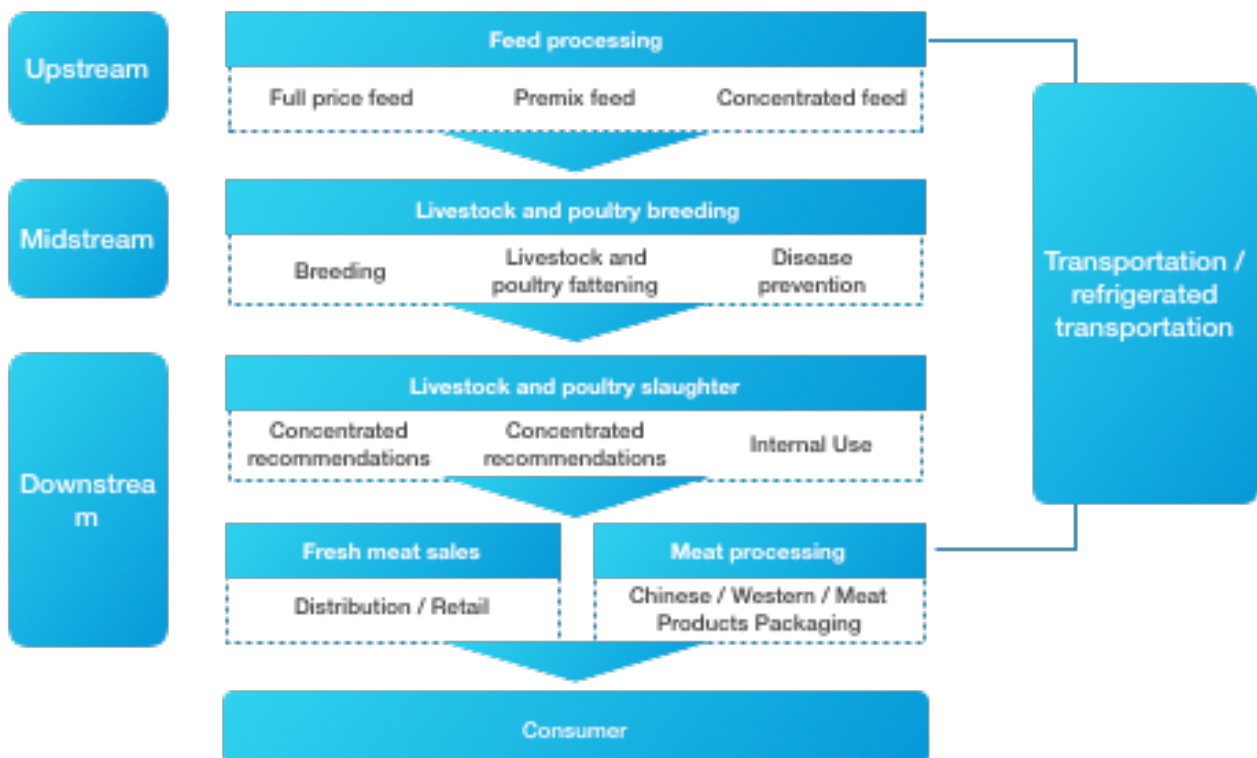 Upstream
Feed processing
Full price feed
Premix feed
Concentrated feed
Midstream
Livestock and poultry breeding
Breeding
Livestock and
poultry fattening
Disease
prevention
Transportation /
refrigerated
transportation
Downstrea
m
Livestock and poultry slaughter
Concentrated
recommendations
Concentrated
recommendations
Internal Use
Fresh meat sales
Distribution / Retail
Meat processing
Chinese / Western / Meat
Products Packaging
Consumer